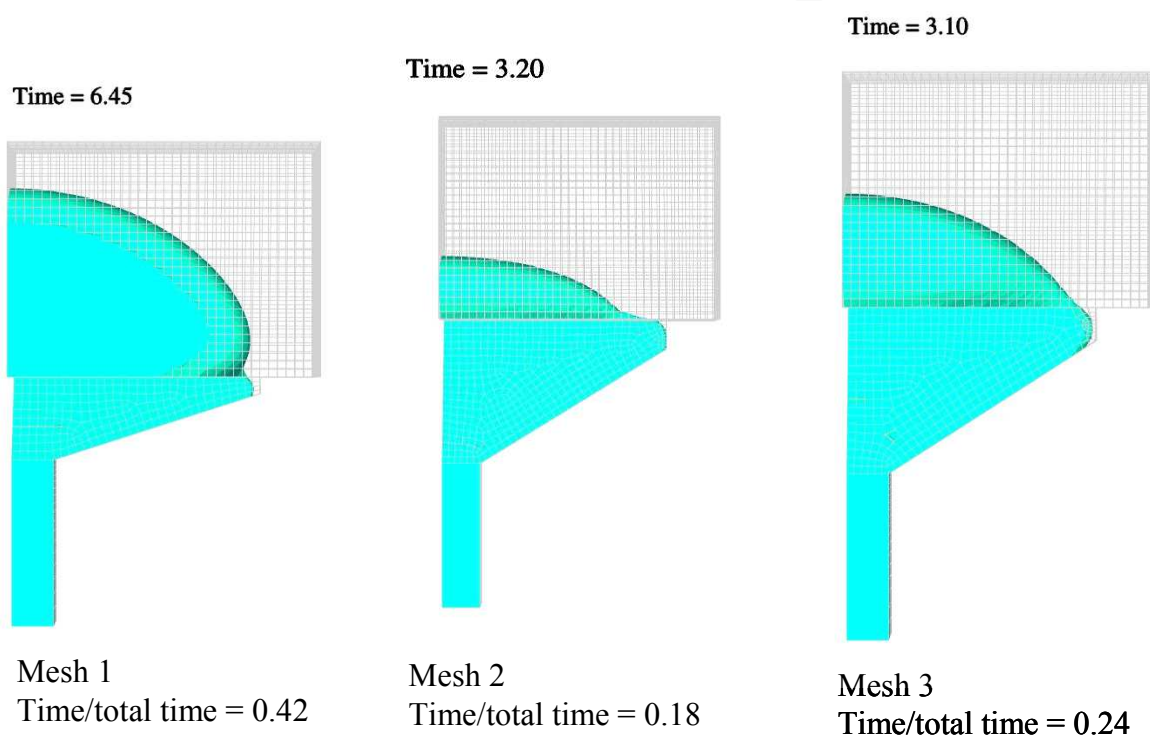 Time = 6.45
Time = 3.20
Time = 3.10
Mesh 1
Time/total time = 0.42
Mesh 2
Time/total time = 0.18
Mesh 3
Time/total time = 0.24